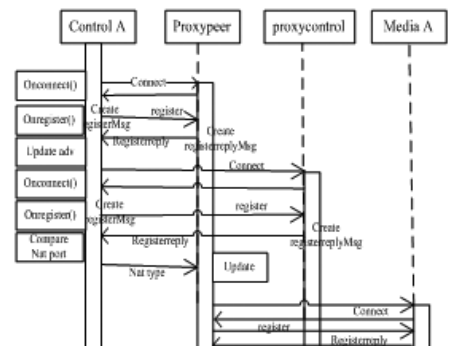 Control A Proxypeer proxycontrol Media A
Onconnect() Connect
Create register
Onregister() registerMsg Create
Registerreply registerreplyMsg
Update adv
Connect
Onconnect()
Create register
Onregister() registerMsg Create
Compare registerreplyMsg
Nat port Registerreply
Nat type Update
Connect
register
Registerreply